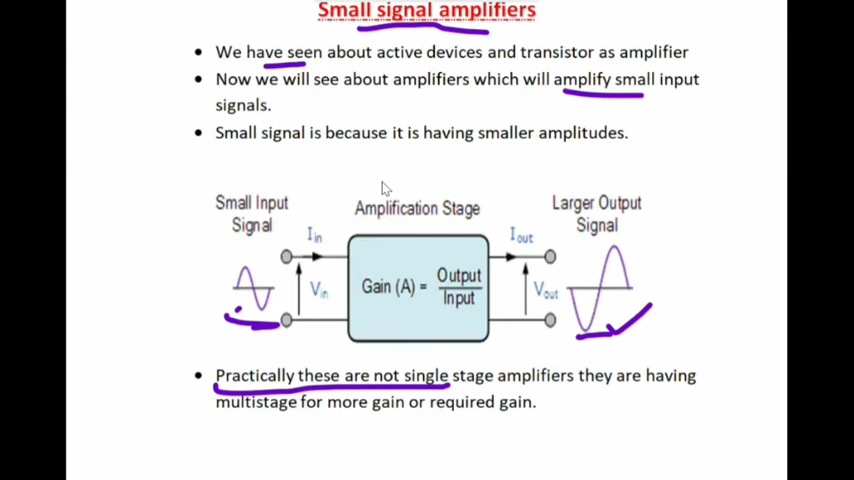 Small signal amplifiers
• We have seen about active devices and transistor as amplifier
• Now we will see about amplifiers which will amplify small input
signals.
• Small signal is because it is having smaller amplitudes.
Small Input
Signal
Amplification Stage
Larger Output
Signal
Iin
Iout
Vin
Gain (A) = Output
Input
Vout
• Practically these are not single stage amplifiers they are having
multistage for more gain or required gain.